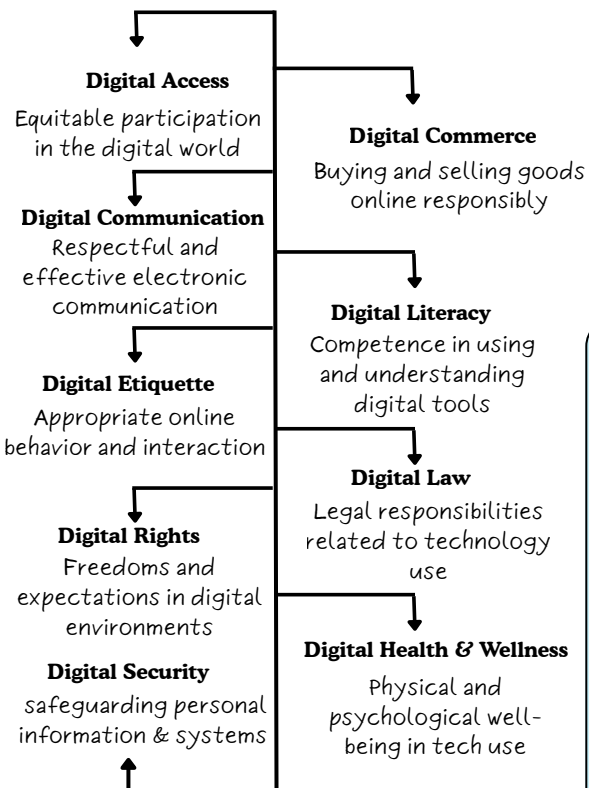 Digital Access
Equitable participation
in the digital world
Digital Commerce
Buying and selling goods
online responsibly
Digital Communication
Respectful and
effective electronic
communication
Digital Literacy
Competence in using
and understanding
digital tools
Digital Etiquette
Appropriate online
behavior and interaction
Digital Law
Legal responsibilities
related to technology
use
Digital Rights
Freedoms and
expectations in digital
environments
Digital Health & Wellness
Physical and
psychological well-
being in tech use
Digital Security
safeguarding personal
information & systems